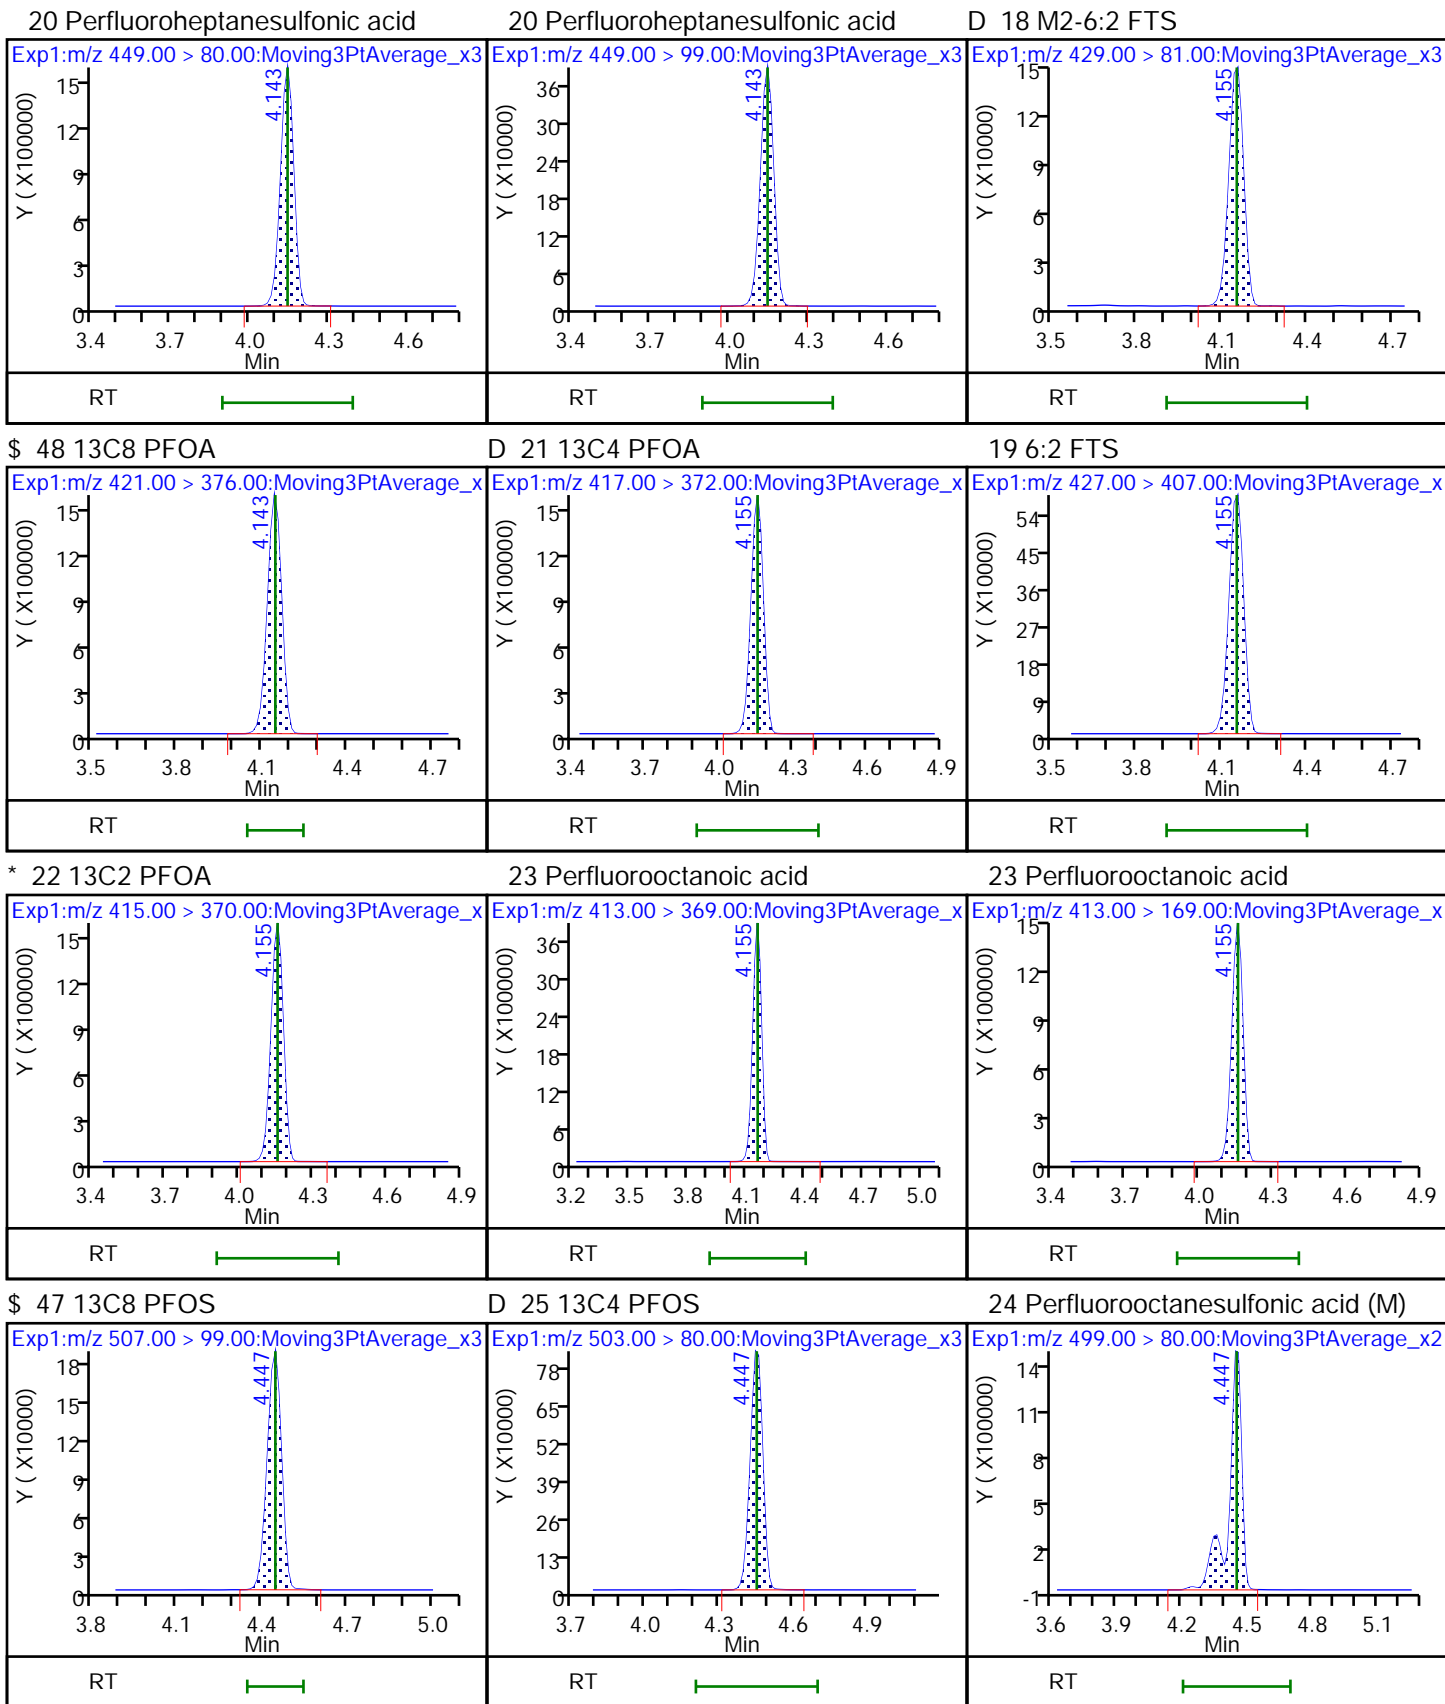 20 Perfluoroheptanesulfonic acid
Exp1:m/z 449.00 > 80.00:Moving3PtAverage_x3
4.143
Y ( X100000)
15
12
9
6
3
0
3.4 3.7 4.0 4.3 4.6
Min
RT
20 Perfluoroheptanesulfonic acid
Exp1:m/z 449.00 > 99.00:Moving3PtAverage_x3
4.143
Y ( X10000)
36
30
24
18
12
6
0
3.4 3.7 4.0 4.3 4.6
Min
RT
D 18 M2-6:2 FTS
Exp1:m/z 429.00 > 81.00:Moving3PtAverage_x3
4.155
Y ( X10000)
15
12
9
6
3
0
3.5 3.8 4.1 4.4 4.7
Min
RT
$ 48 13C8 PFOA
Exp1:m/z 421.00 > 376.00:Moving3PtAverage_x
4.143
Y ( X100000)
15
12
9
6
3
0
3.5 3.8 4.1 4.4 4.7
Min
RT
D 21 13C4 PFOA
Exp1:m/z 417.00 > 372.00:Moving3PtAverage_x
4.155
Y ( X100000)
15
12
9
6
3
0
3.4 3.7 4.0 4.3 4.6 4.9
Min
RT
19 6:2 FTS
Exp1:m/z 427.00 > 407.00:Moving3PtAverage_x
4.155
Y ( X10000)
54
45
36
27
18
9
0
3.5 3.8 4.1 4.4 4.7
Min
RT
* 22 13C2 PFOA
Exp1:m/z 415.00 > 370.00:Moving3PtAverage_x
4.155
Y ( X100000)
15
12
9
6
3
0
3.4 3.7 4.0 4.3 4.6 4.9
Min
RT
23 Perfluorooctanoic acid
Exp1:m/z 413.00 > 369.00:Moving3PtAverage_x
4.155
Y ( X100000)
36
30
24
18
12
6
0
3.2 3.5 3.8 4.1 4.4 4.7 5.0
Min
RT
23 Perfluorooctanoic acid
Exp1:m/z 413.00 > 169.00:Moving3PtAverage_x
4.155
Y ( X100000)
15
12
9
6
3
0
3.4 3.7 4.0 4.3 4.6 4.9
Min
RT
$ 47 13C8 PFOS
Exp1:m/z 507.00 > 99.00:Moving3PtAverage_x3
4.447
Y ( X100000)
18
15
12
9
6
3
0
3.8 4.1 4.4 4.7 5.0
Min
RT
D 25 13C4 PFOS
Exp1:m/z 503.00 > 80.00:Moving3PtAverage_x3
4.447
Y ( X100000)
78
65
52
39
26
13
0
3.7 4.0 4.3 4.6 4.9
Min
RT
24 Perfluorooctanesulfonic acid (M)
Exp1:m/z 499.00 > 80.00:Moving3PtAverage_x2
4.447
Y ( X100000)
14
11
8
5
2
-1
3.6 3.9 4.2 4.5 4.8 5.1
Min
RT